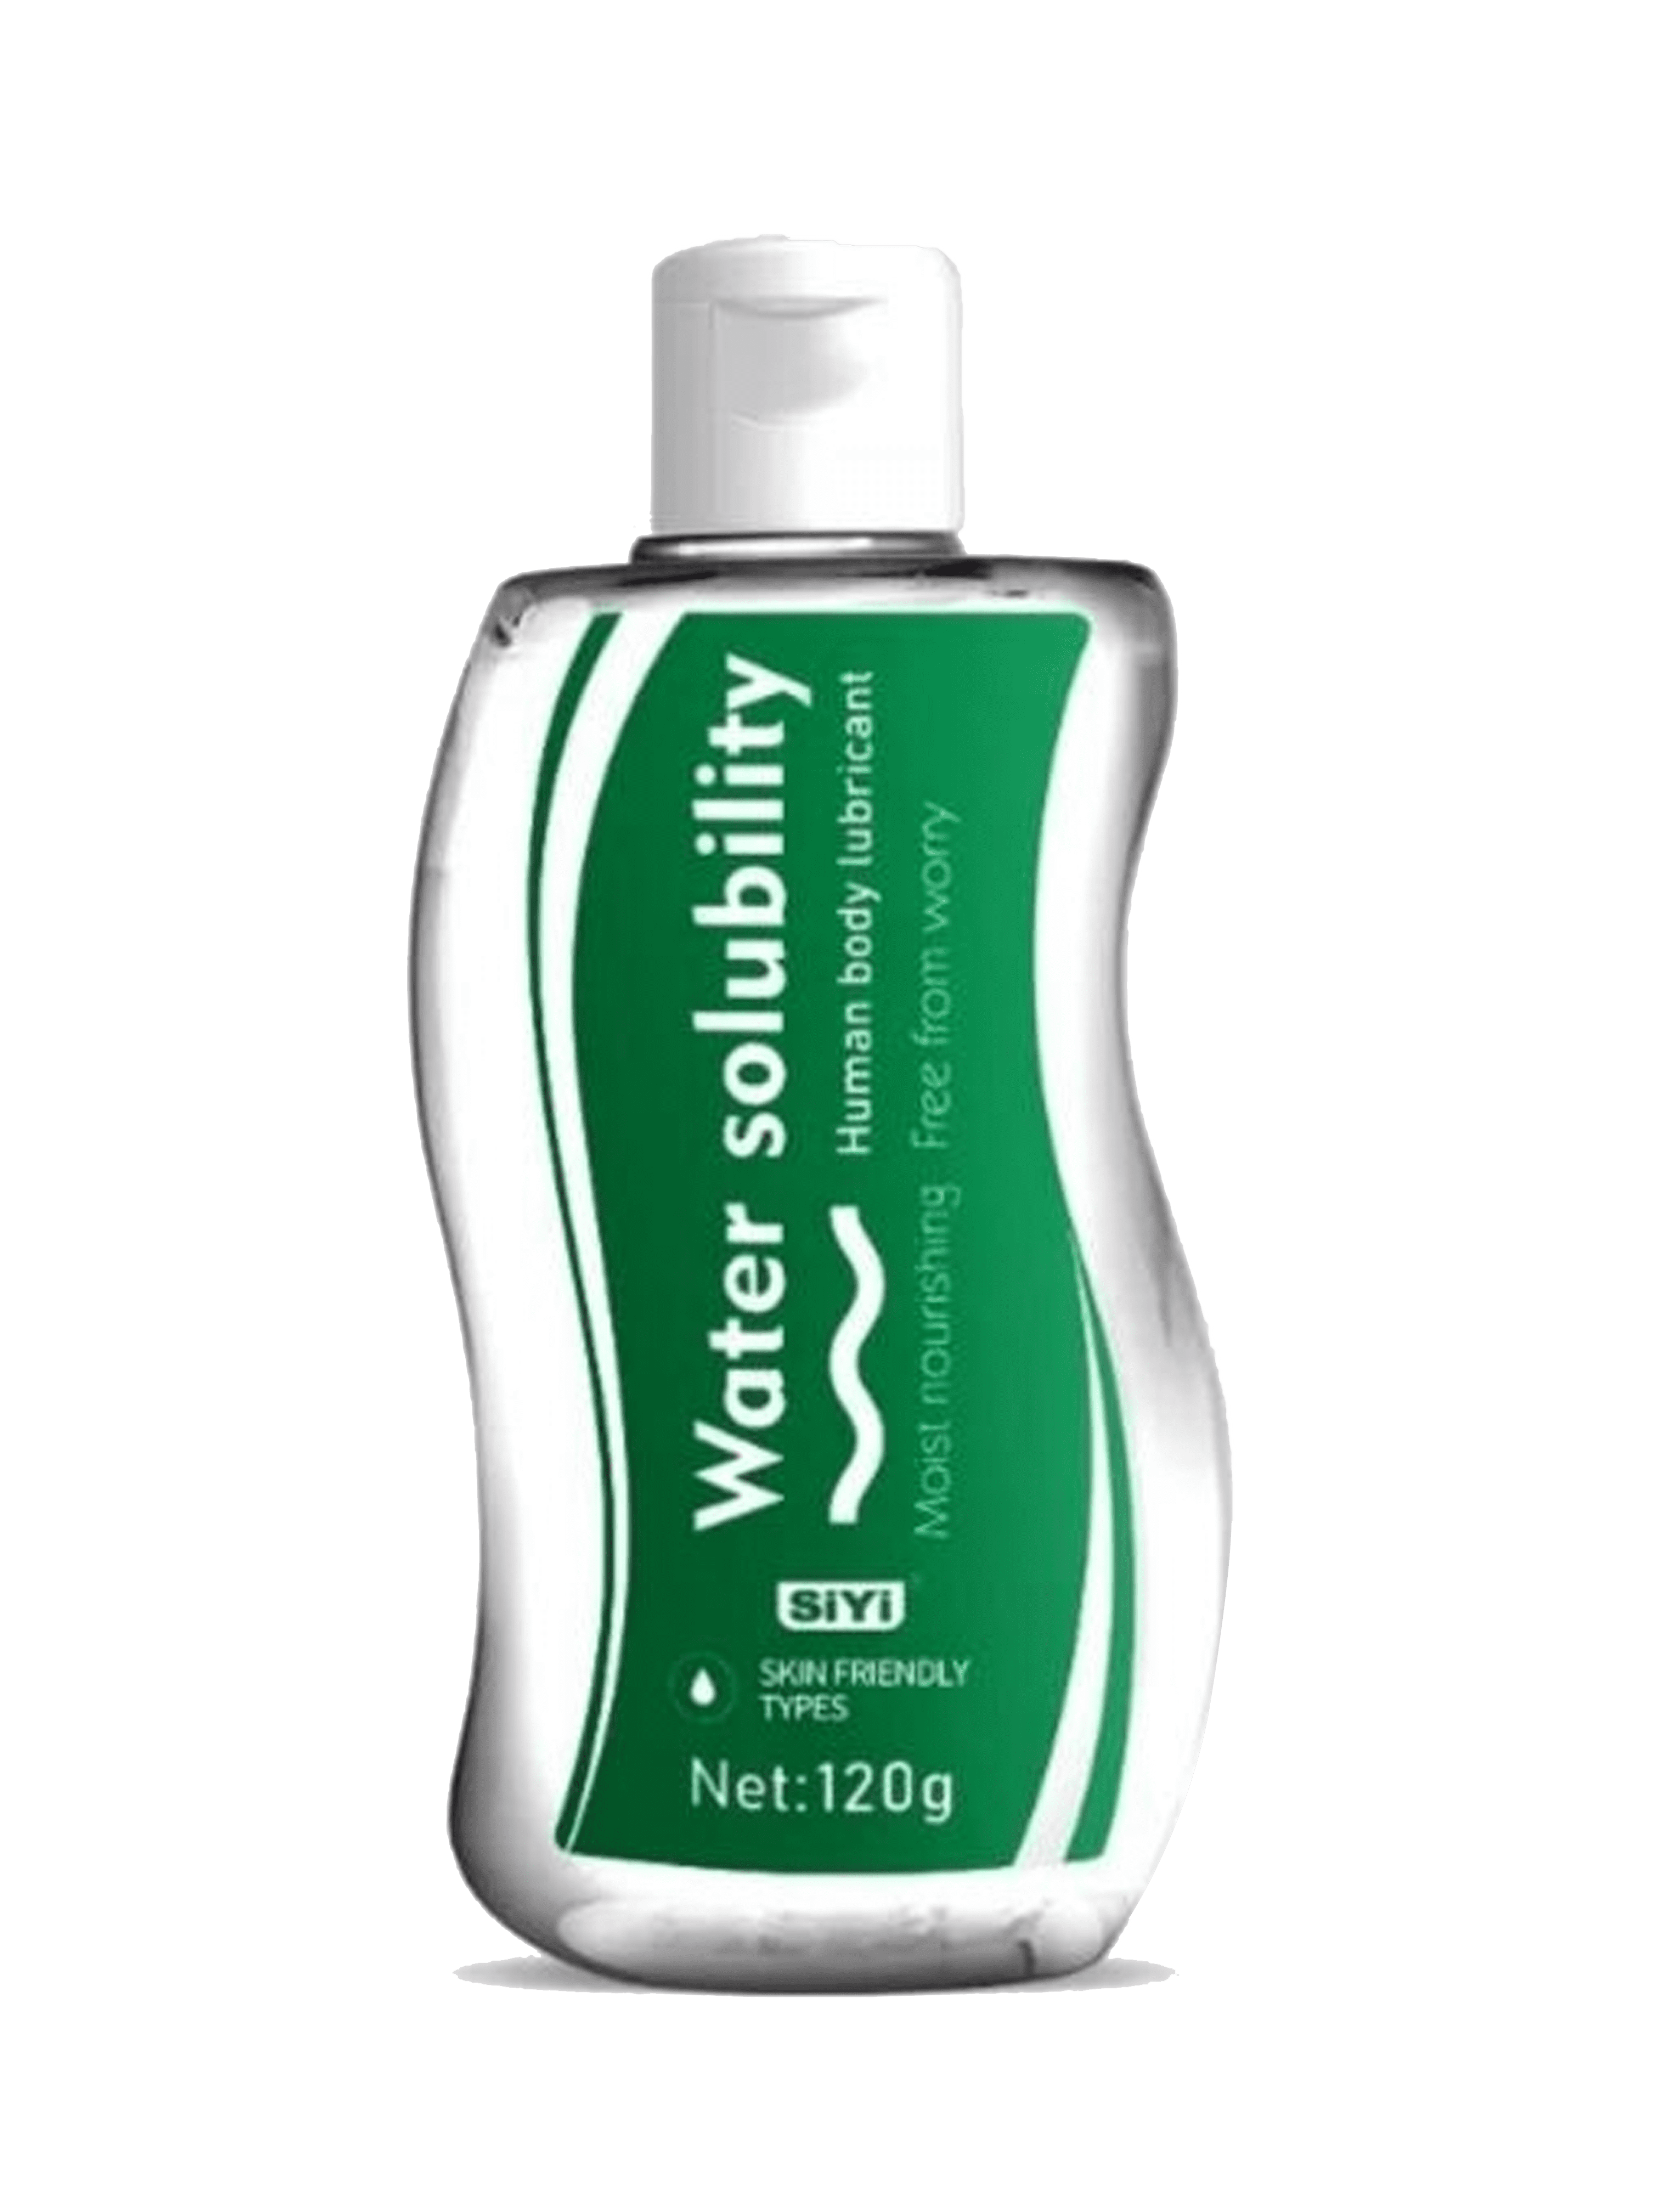 Water solubility
Human body lubricant
Moist nourishing Free from worry
SiYi
SKIN FRIENDLY
TYPES
Net:120g